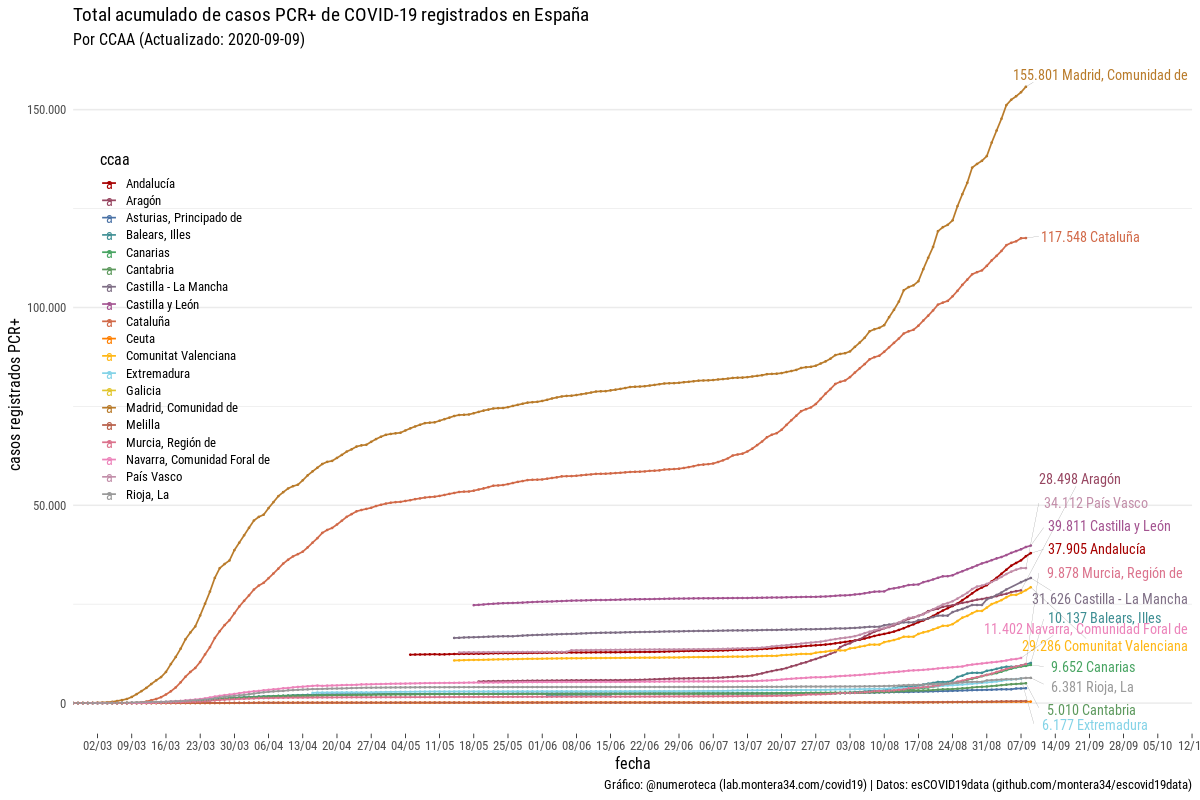 Total acumulado de casos PCR+ de COVID-19 registrados en España
Por CCAA (Actualizado: 2020-09-09)
155.801 Madrid, Comunidad de
150.000
ccaa
Andalucía
Aragón
Asturias, Principado de
Balears, Illes
Canarias
Cantabria
Castilla - La Mancha
Castilla y León
Cataluña
Ceuta
Comunitat Valenciana
Extremadura
Galicia
Madrid, Comunidad de
Melilla
Murcia, Región de
Navarra, Comunidad Foral de
País Vasco
Rioja, La
117.548 Cataluña
100.000
casos registrados PCR+
50.000
28.498 Aragón
34.112 País Vasco
39.811 Castilla y León
37.905 Andalucía
9.878 Murcia, Región de
31.626 Castilla - La Mancha
10.137 Balears, Illes
11.402 Navarra, Comunidad Foral de
29.286 Comunitat Valenciana
9.652 Canarias
6.381 Rioja, La
0
5.010 Cantabria
6.177 Extremadura
02/03 09/03 16/03 23/03 30/03 06/04 13/04 20/04 27/04 4/05 11/05 18/05 25/05 01/06 08/06 15/06 22/06 29/06 6/07 13/07 20/07 27/07 03/08 10/08 17/08 24/08 31/08 07/09 14/09 21/09 28/09 05/10 12/1
fecha
Gráfico: @numeroteca (lab.montera34.com/covid19) | Datos: esCOVID19data (github.com/montera34/escovid19data)